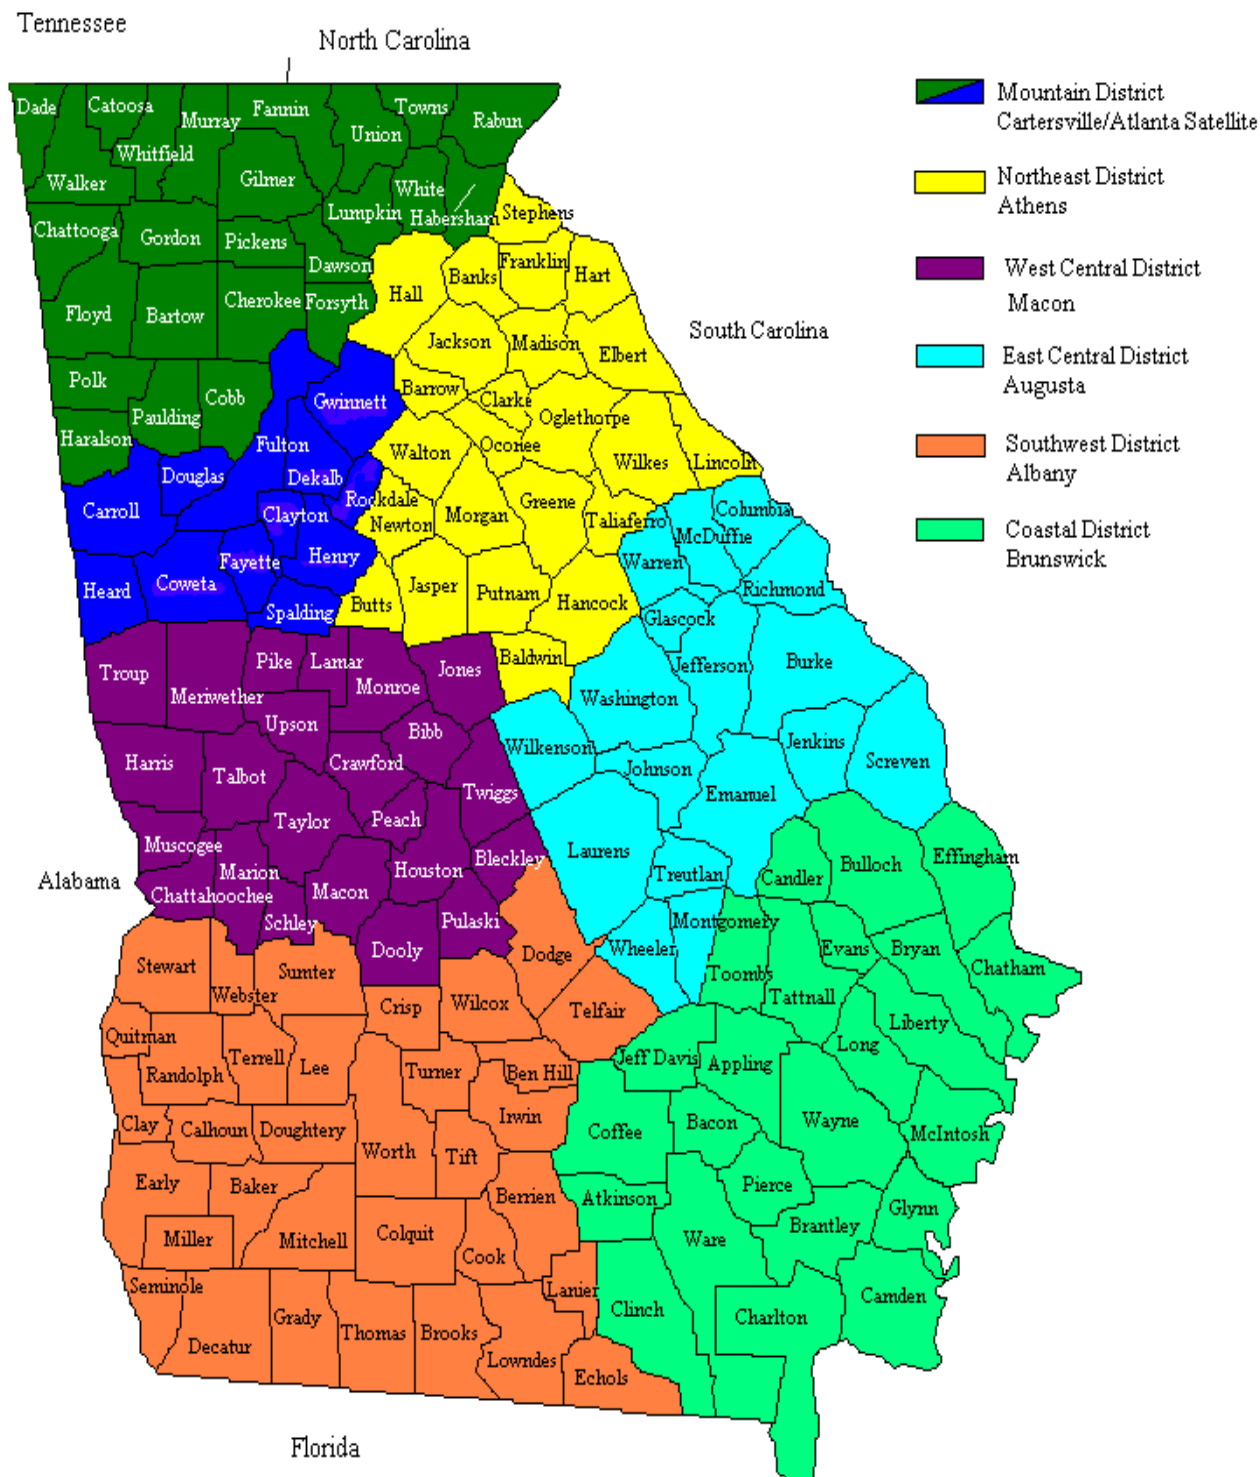 Tennessee
North Carolina
Mountain District
Cartersville/Atlanta Satellite
Northeast District
Athens
West Central District
Macon
East Central District
Augusta
Southwest District
Albany
Coastal District
Brunswick
South Carolina
Alabama
Florida
Dade
Catoosa
Murray
Fannin
Towns
Union
Rabun
Whitfield
Walker
Gilmer
White
Lumpkin
Habersham
Stephens
Chattooga
Gordon
Pickens
Dawson
Franklin
Banks
Hart
Hall
Floyd
Bartow
Cherokee
Forsyth
Jackson
Madison
Elbert
Polk
Paulding
Cobb
Gwinnett
Barrow
Clarke
Oglethorpe
Haralson
Fulton
Oconee
Walton
Wilkes
Lincoln
Douglas
Dekalb
Carroll
Rockdale
Clayton
Newton
Morgan
Greene
Taliaferro
Columbia
McDuffie
Warren
Heard
Coweta
Fayette
Henry
Spalding
Butts
Jasper
Putnam
Hancock
Richmond
Glascock
Troup
Meriwether
Pike
Lamar
Monroe
Jones
Baldwin
Washington
Jefferson
Burke
Upson
Bibb
Wilkenson
Jenkins
Screven
Harris
Talbot
Crawford
Twiggs
Johnson
Emanuel
Taylor
Peach
Muscogee
Marion
Houston
Bleckley
Laurens
Treutlan
Candler
Bulloch
Effingham
Chattahoochee
Macon
Schley
Pulaski
Dooly
Montgomery
Wheeler
Dodge
Toombs
Evans
Bryan
Chatham
Tattnall
Stewart
Webster
Sumter
Crisp
Wilcox
Telfair
Liberty
Long
Quitman
Randolph
Terrell
Lee
Turner
Ben Hill
Jeff Davis
Appling
Clay
Calhoun
Doughtery
Worth
Tift
Irwin
Coffee
Bacon
Wayne
McIntosh
Early
Baker
Miller
Mitchell
Colquit
Cook
Berrien
Atkinson
Pierce
Brantley
Glynn
Ware
Seminole
Decatur
Grady
Thomas
Brooks
Lowndes
Lanier
Echols
Clinch
Charlton
Camden